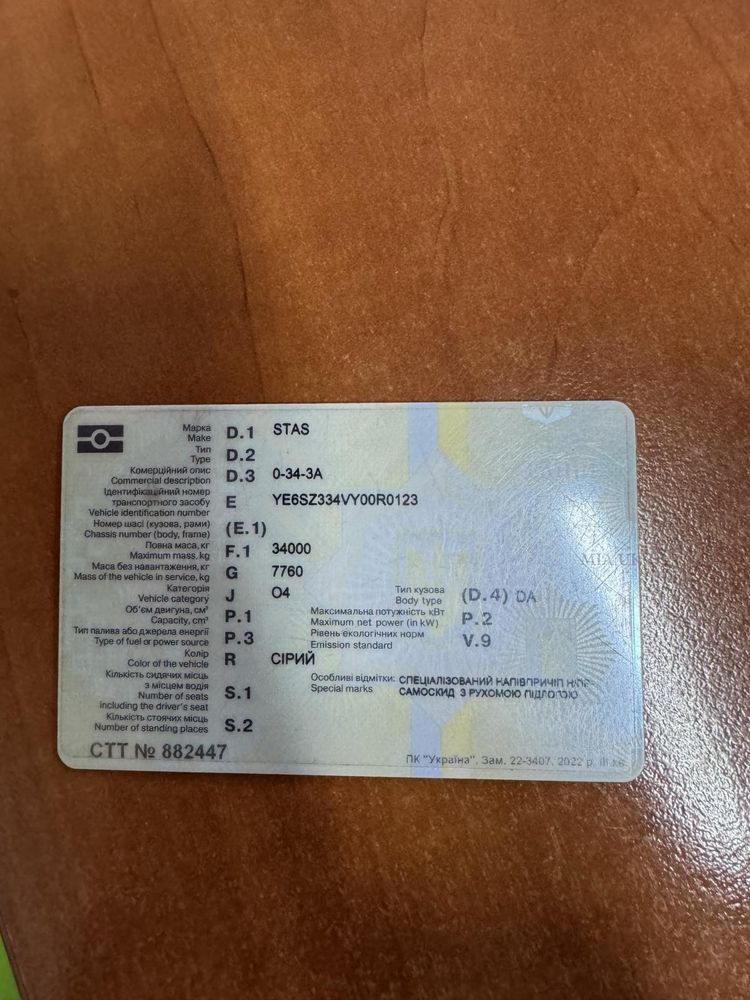 Марка
Make D.1 STAS
Тип
Type D.2
Комерційний опис
Commercial description D.3 0-34-3A
Ідентифікаційний номер
транспортного засобу
Vehicle identification number E YE6SZ334VY00R0123
Номер шасі (кузова, рами)
Chassis number (body, frame) (E.1)
Повна маса, кг
Maximum mass, kg F.1 34000
Маса без навантаження, кг
Mass of the vehicle in service, kg G 7760
Категорія
Vehicle category J O4
Тип кузова
Body type (D.4) DA
Об'єм двигуна, см³
Capacity, cm³ P.1
Максимальна потужність кВт
Maximum net power (in kW) P.2
Тип палива або джерела енергії
Type of fuel or power source P.3
Рівень екологічних норм
Emission standard V.9
Колір
Color of the vehicle R СІРИЙ
Кількість сидячих місць
з місцем водія
Number of seats
including the driver's seat S.1
Особливі відмітки: СПЕЦІАЛІЗОВАНИЙ НАПІВПРИЧІП
Special marks САМОСКИД З РУХОМОЮ ПІДЛОГОЮ
Кількість стоячих місць
Number of standing places S.2
СТТ № 882447
ПК "Україна", Зам. 22-3407, 2022 р.